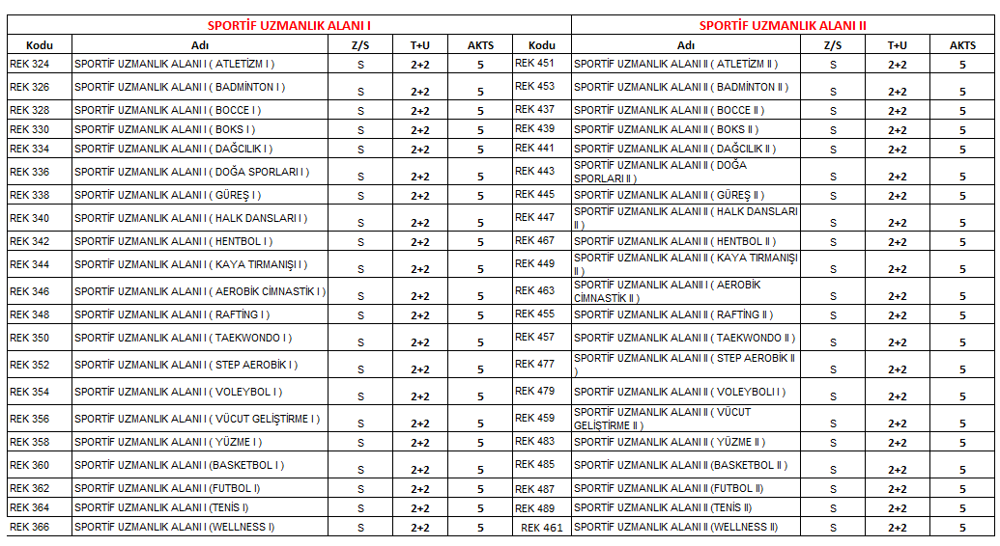 SPORTİF UZMANLIK ALANI I SPORTİF UZMANLIK ALANI II
Kodu Adı Z/S T+U AKTS Kodu Adı Z/S T+U AKTS
REK 324 SPORTİF UZMANLIK ALANI I ( ATLETİZM I ) S 2+2 5 REK 451 SPORTİF UZMANLIK ALANI II ( ATLETİZM II ) S 2+2 5
REK 326 SPORTİF UZMANLIK ALANI I ( BADMİNTON I ) S 2+2 5 REK 453 SPORTİF UZMANLIK ALANI II ( BADMİNTON II ) S 2+2 5
REK 328 SPORTİF UZMANLIK ALANI I ( BOCCE I ) S 2+2 5 REK 437 SPORTİF UZMANLIK ALANI II ( BOCCE II ) S 2+2 5
REK 330 SPORTİF UZMANLIK ALANI I ( BOKS I ) S 2+2 5 REK 439 SPORTİF UZMANLIK ALANI II ( BOKS II ) S 2+2 5
REK 334 SPORTİF UZMANLIK ALANI I ( DAĞCILIK I ) S 2+2 5 REK 441 SPORTİF UZMANLIK ALANI II ( DAĞCILIK II ) S 2+2 5
REK 336 SPORTİF UZMANLIK ALANI I ( DOĞA SPORLARI I ) S 2+2 5 REK 443 SPORTİF UZMANLIK ALANI II ( DOĞA
SPORLARI II ) S 2+2 5
REK 338 SPORTİF UZMANLIK ALANI I ( GÜREŞ I ) S 2+2 5 REK 445 SPORTİF UZMANLIK ALANI II ( GÜREŞ II ) S 2+2 5
REK 340 SPORTİF UZMANLIK ALANI I ( HALK DANSLARI I ) S 2+2 5 REK 447 SPORTİF UZMANLIK ALANI II ( HALK DANSLARI
II ) S 2+2 5
REK 342 SPORTİF UZMANLIK ALANI I ( HENTBOL I ) S 2+2 5 REK 467 SPORTİF UZMANLIK ALANI II ( HENTBOL II ) S 2+2 5
REK 344 SPORTİF UZMANLIK ALANI I ( KAYA TIRMANIŞI I ) S 2+2 5 REK 449 SPORTİF UZMANLIK ALANI II ( KAYA TIRMANIŞI
II ) S 2+2 5
REK 346 SPORTİF UZMANLIK ALANI I ( AEROBİK CİMNASTİK I ) S 2+2 5 REK 463 SPORTİF UZMANLIK ALANII I ( AEROBİK
CİMNASTİK II ) S 2+2 5
REK 348 SPORTİF UZMANLIK ALANI I ( RAFTİNG I ) S 2+2 5 REK 455 SPORTİF UZMANLIK ALANI II ( RAFTİNG II ) S 2+2 5
REK 350 SPORTİF UZMANLIK ALANI I ( TAEKWONDO I ) S 2+2 5 REK 457 SPORTİF UZMANLIK ALANI II ( TAEKWONDO II ) S 2+2 5
REK 352 SPORTİF UZMANLIK ALANI I ( STEP AEROBİK I ) S 2+2 5 REK 477 SPORTİF UZMANLIK ALANI II ( STEP AEROBİK II
) S 2+2 5
REK 354 SPORTİF UZMANLIK ALANI I ( VOLEYBOL I ) S 2+2 5 REK 479 SPORTİF UZMANLIK ALANI II ( VOLEYBOLI I ) S 2+2 5
REK 356 SPORTİF UZMANLIK ALANI I ( VÜCUT GELİŞTİRME I ) S 2+2 5 REK 459 SPORTİF UZMANLIK ALANI II ( VÜCUT
GELİŞTİRME II ) S 2+2 5
REK 358 SPORTİF UZMANLIK ALANI I ( YÜZME I ) S 2+2 5 REK 483 SPORTİF UZMANLIK ALANI II ( YÜZME II ) S 2+2 5
REK 360 SPORTİF UZMANLIK ALANI I (BASKETBOL I ) S 2+2 5 REK 485 SPORTİF UZMANLIK ALANI II (BASKETBOL II ) S 2+2 5
REK 362 SPORTİF UZMANLIK ALANI I (FUTBOL I) S 2+2 5 REK 487 SPORTİF UZMANLIK ALANI II (FUTBOL II) S 2+2 5
REK 364 SPORTİF UZMANLIK ALANI I (TENİS I) S 2+2 5 REK 489 SPORTİF UZMANLIK ALANI II (TENİS II) S 2+2 5
REK 366 SPORTİF UZMANLIK ALANI I (WELLNESS I) S 2+2 5 REK 461 SPORTİF UZMANLIK ALANI II (WELLNESS II) S 2+2 5